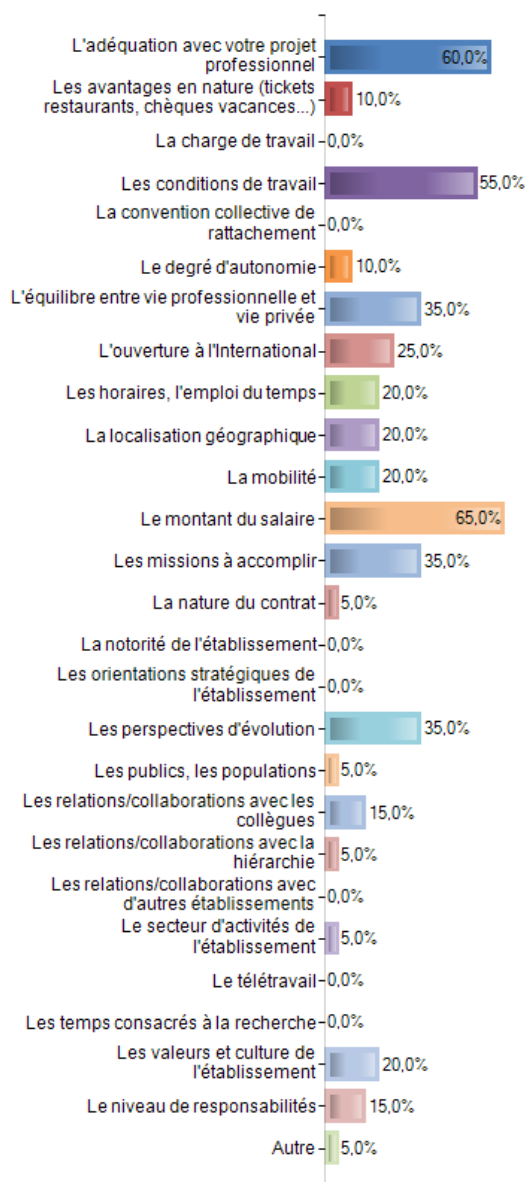 L'adéquation avec votre projet
professionnel
60,0%
Les avantages en nature (tickets
restaurants, chèques vacances...)
10,0%
La charge de travail
0,0%
Les conditions de travail
55,0%
La convention collective de
rattachement
0,0%
Le degré d'autonomie
10,0%
L'équilibre entre vie professionnelle et
vie privée
35,0%
L'ouverture à l'International
25,0%
Les horaires, l'emploi du temps
20,0%
La localisation géographique
20,0%
La mobilité
20,0%
Le montant du salaire
65,0%
Les missions à accomplir
35,0%
La nature du contrat
5,0%
La notorité de l'établissement
0,0%
Les orientations stratégiques de
l'établissement
0,0%
Les perspectives d'évolution
35,0%
Les publics, les populations
5,0%
Les relations/collaborations avec les
collègues
15,0%
Les relations/collaborations avec la
hiérarchie
5,0%
Les relations/collaborations avec
d'autres établissements
0,0%
Le secteur d'activités de
l'établissement
5,0%
Le télétravail
0,0%
Les temps consacrés à la recherche
0,0%
Les valeurs et culture de
l'établissement
20,0%
Le niveau de responsabilités
15,0%
Autre
5,0%